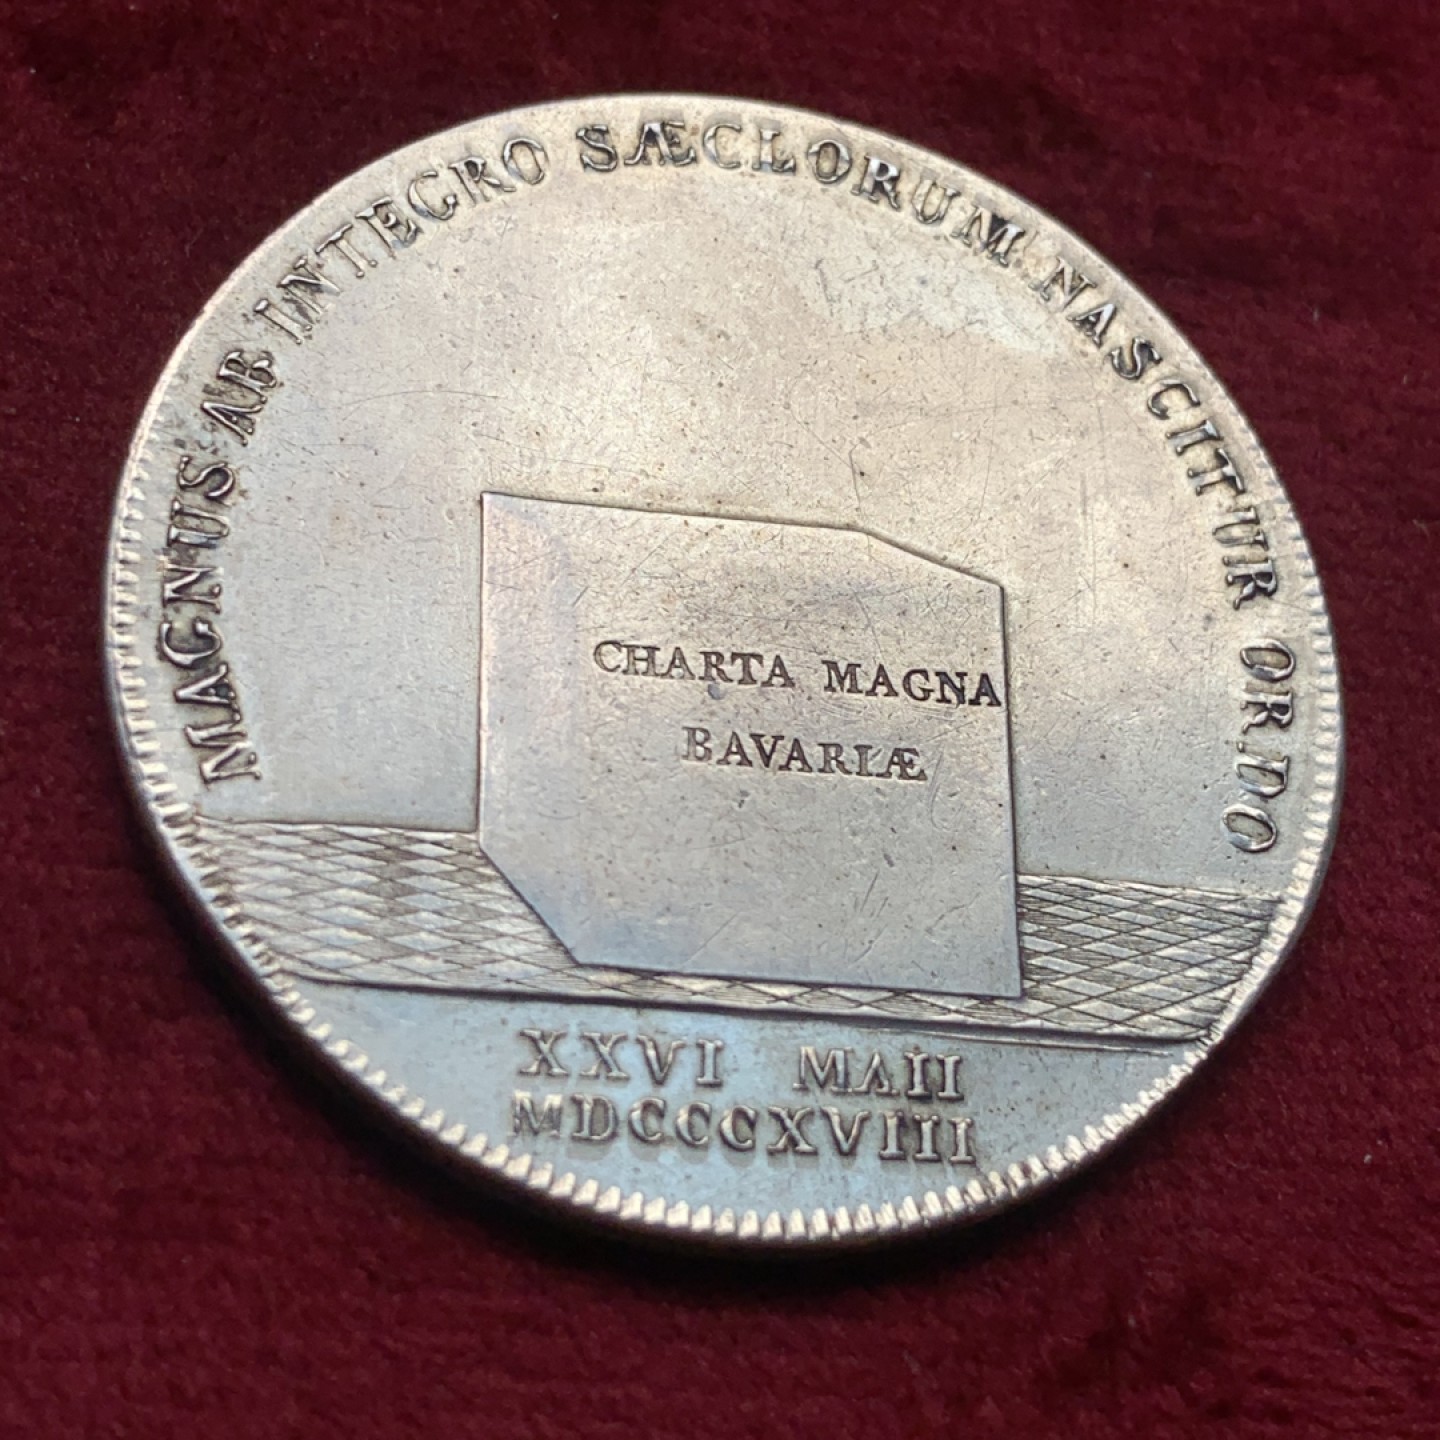 MAGNUS AB INTEGRO SÆCLORUM NASCITUR ORDO
CHARTA MAGNA
BAVARIÆ
XXVI MAII
MDCCCXVIII